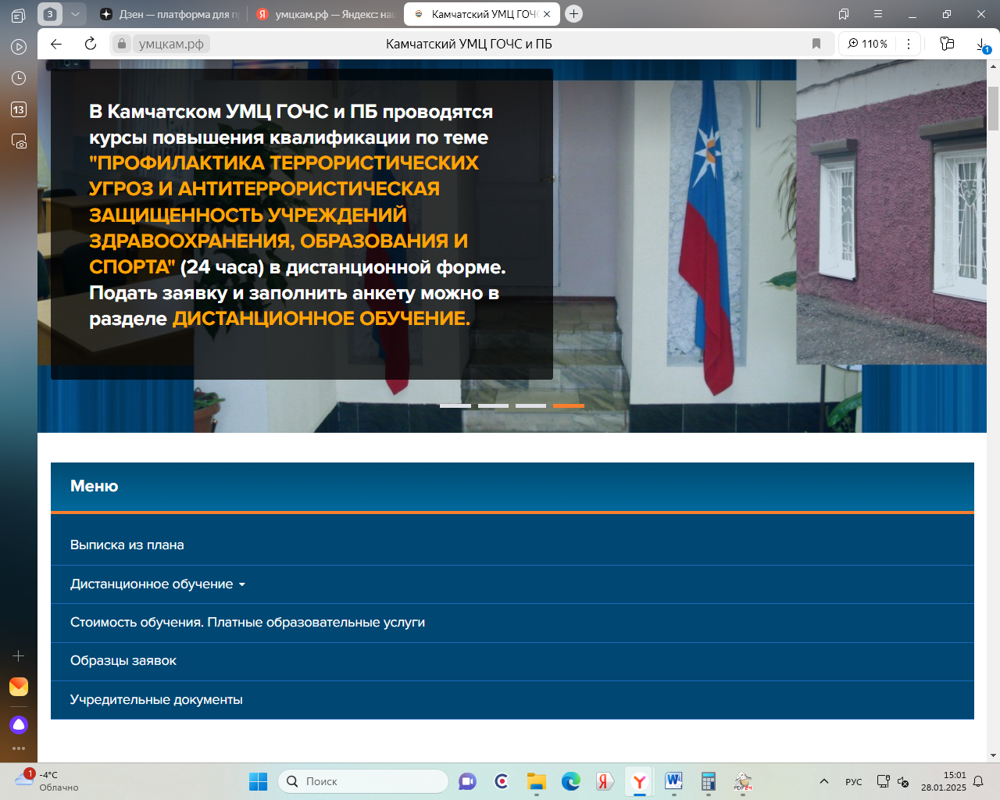 3
Дзен — платформа для п
Я
умцкам.рф — Яндекс: на
Камчатский УМЦ ГОЧ
умцкам.рф
Камчатский УМЦ ГОЧС и ПБ
110 %
1
13
В Камчатском УМЦ ГОЧС и ПБ проводятся
курсы повышения квалификации по теме
"ПРОФИЛАКТИКА ТЕРРОРИСТИЧЕСКИХ
УГРОЗ И АНТИТЕРРОРИСТИЧЕСКАЯ
ЗАЩИЩЕННОСТЬ УЧРЕЖДЕНИЙ
ЗДРАВООХРАНЕНИЯ, ОБРАЗОВАНИЯ И
СПОРТА" (24 часа) в дистанционной форме.
Подать заявку и заполнить анкету можно в
разделе ДИСТАНЦИОННОЕ ОБУЧЕНИЕ.
Меню
Выписка из плана
Дистанционное обучение
Стоимость обучения. Платные образовательные услуги
Образцы заявок
Учредительные документы
1
-4°C
Облачно
Поиск
Я
Y
W
PDF24
РУС
15:01
28.01.2025